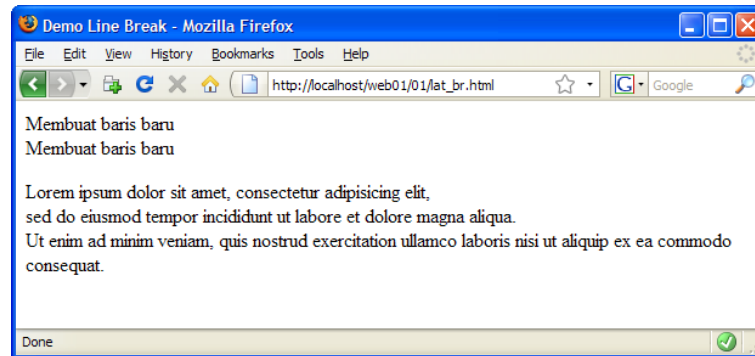 Demo Line Break - Mozilla Firefox
File Edit View History Bookmarks Tools Help
http://localhost/web01/01/lat_br.html G Google
Membuat baris baru
Membuat baris baru
Lorem ipsum dolor sit amet, consectetur adipisicing elit,
sed do eiusmod tempor incididunt ut labore et dolore magna aliqua.
Ut enim ad minim veniam, quis nostrud exercitation ullamco laboris nisi ut aliquip ex ea commodo
consequat.
Done